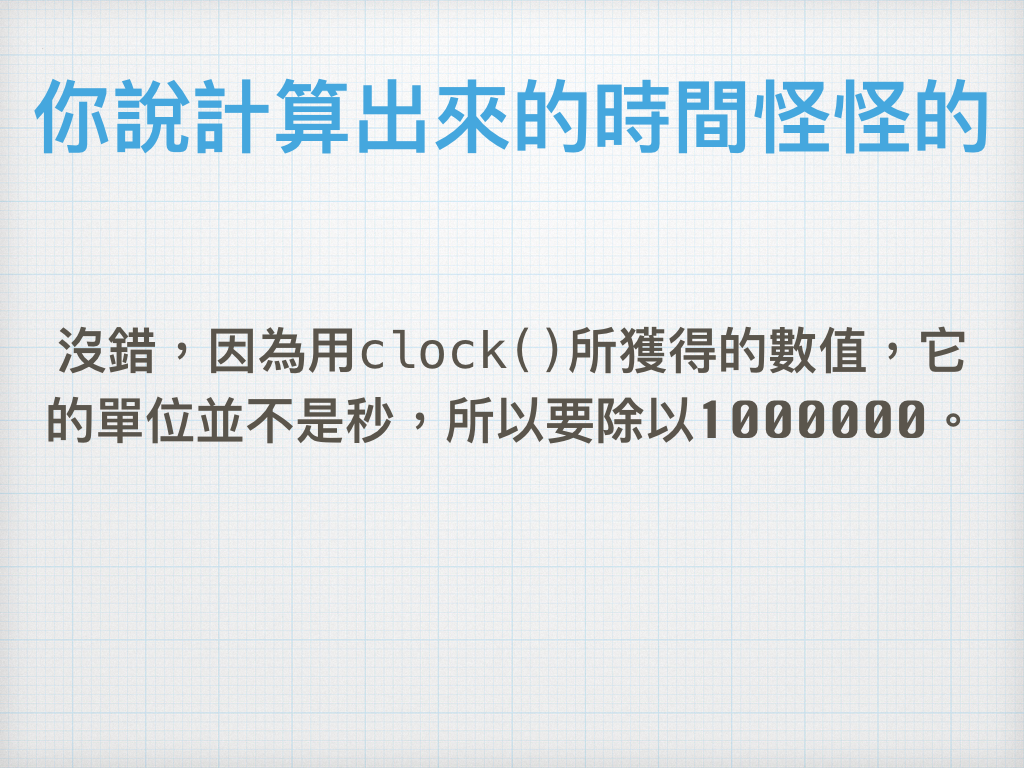 你說計算出來的時間怪怪的
沒錯，因為用clock()所獲得的數值，它
的單位並不是秒，所以要除以1000000。